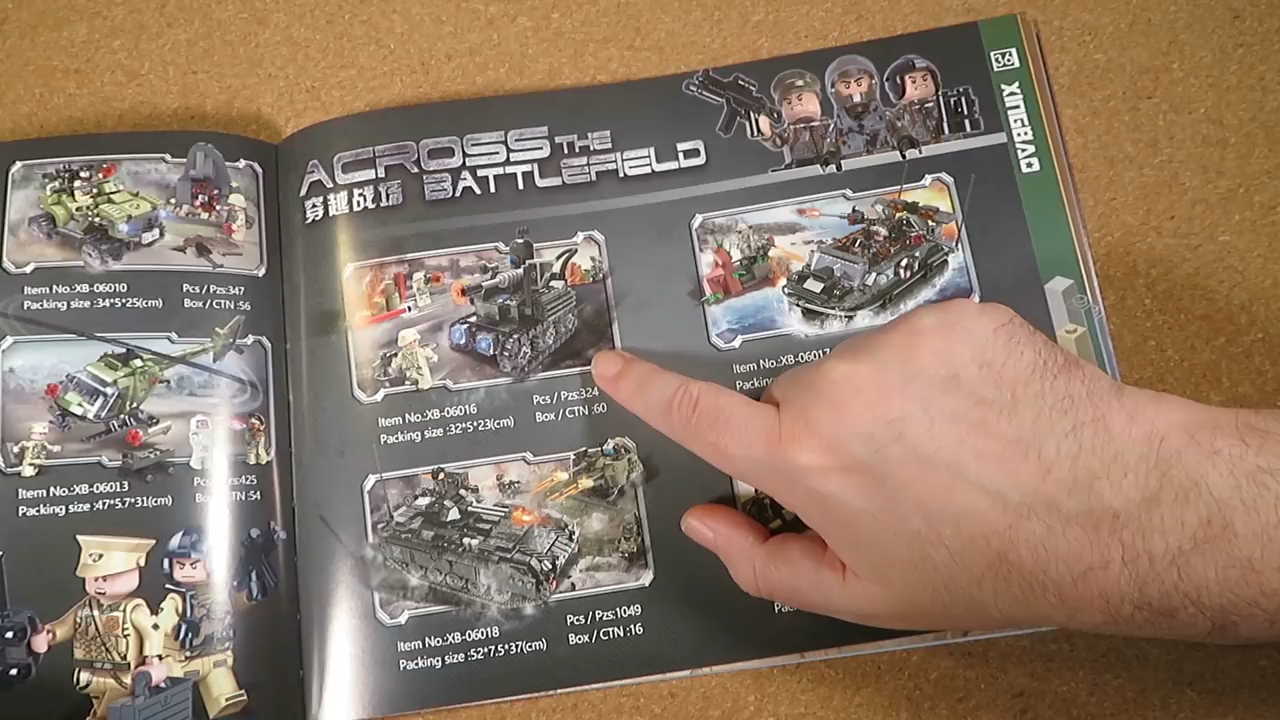 Item No.:XB-06010
Pcs / Pzs:347
Packing size :34*5*25(cm)
Box / CTN :56
Item No.:XB-06013
:425
Packing size :47*5.7*31(cm)
:54
ACROSS THE
穿越战场 BATTLEFIELD
36
XINGBAO
Item No.:XB-06016
Pcs / Pzs:324
Packing size :32*5*23(cm)
Box / CTN :60
Item No.:XB-06017
Packing
Item No.:XB-06018
Pcs / Pzs:1049
Packing size :52*7.5*37(cm)
Box / CTN :16